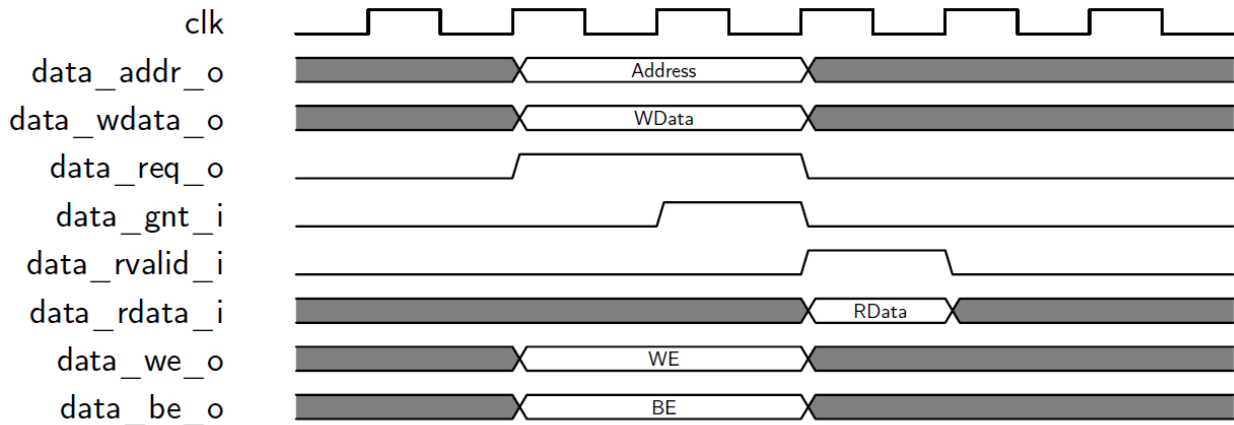 clk
data_addr_o Address
data_wdata_o WData
data_req_o
data_gnt_i
data_rvalid_i
data_rdata_i RData
data_we_o WE
data_be_o BE